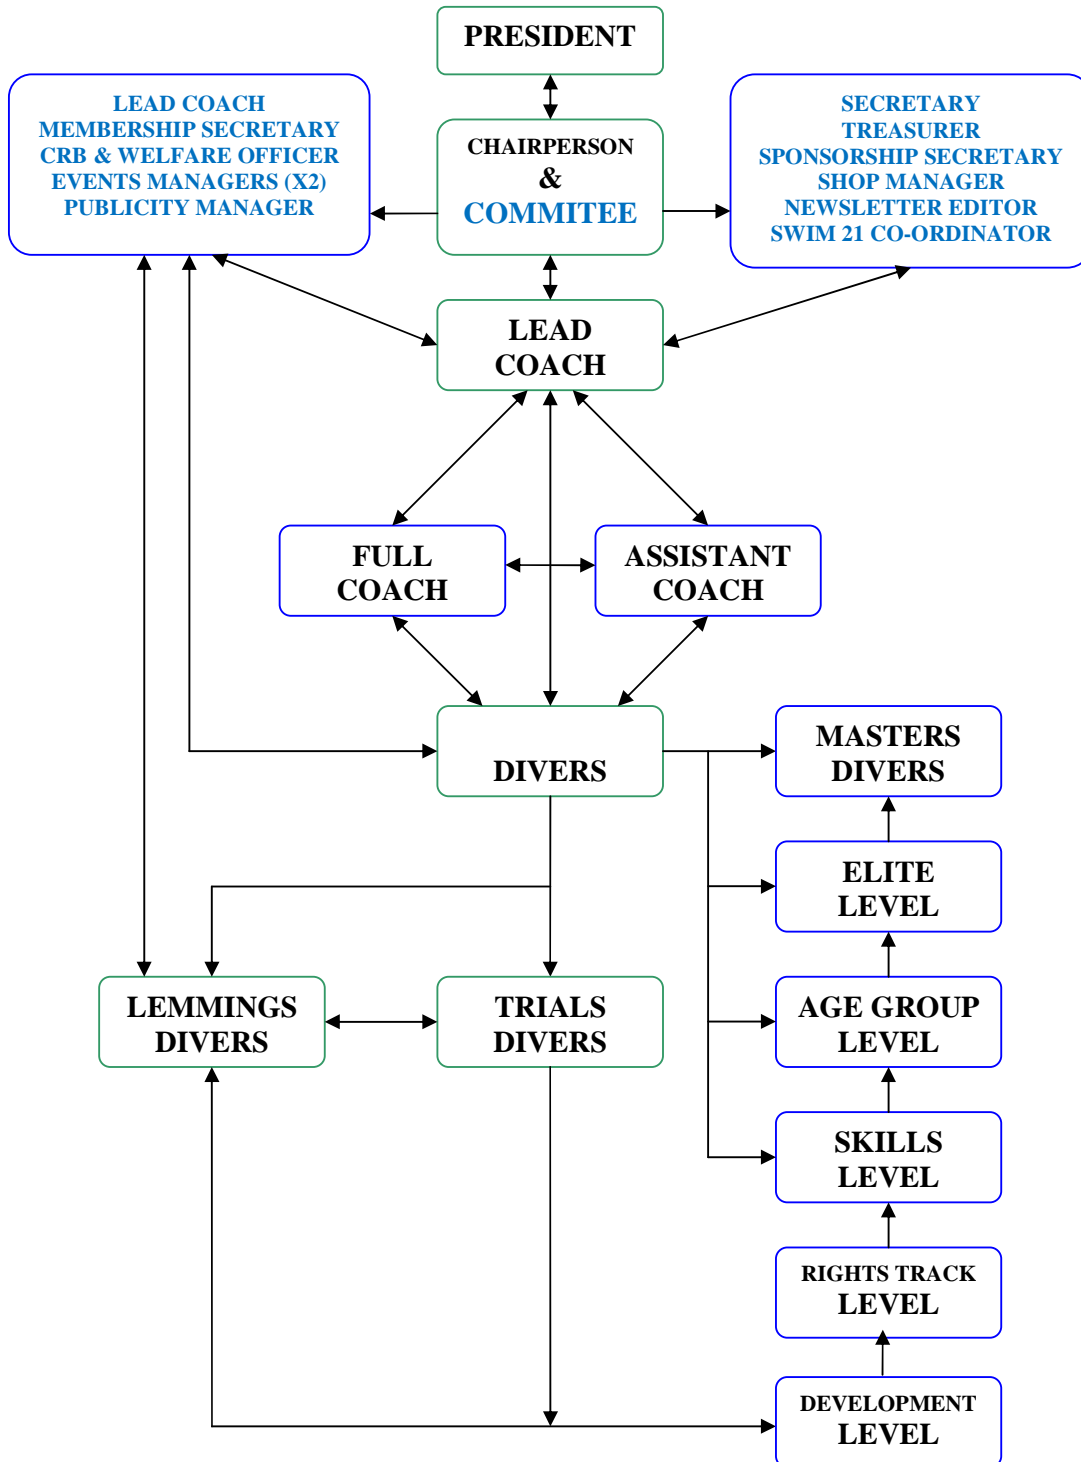 PRESIDENT
LEAD COACH
MEMBERSHIP SECRETARY
CRB & WELFARE OFFICER
EVENTS MANAGERS (X2)
PUBLICITY MANAGER
CHAIRPERSON
&
COMMITEE
SECRETARY
TREASURER
SPONSORSHIP SECRETARY
SHOP MANAGER
NEWSLETTER EDITOR
SWIM 21 CO-ORDINATOR
LEAD
COACH
FULL
COACH
ASSISTANT
COACH
DIVERS
MASTERS
DIVERS
ELITE
LEVEL
LEMMINGS
DIVERS
TRIALS
DIVERS
AGE GROUP
LEVEL
SKILLS
LEVEL
RIGHTS TRACK
LEVEL
DEVELOPMENT
LEVEL